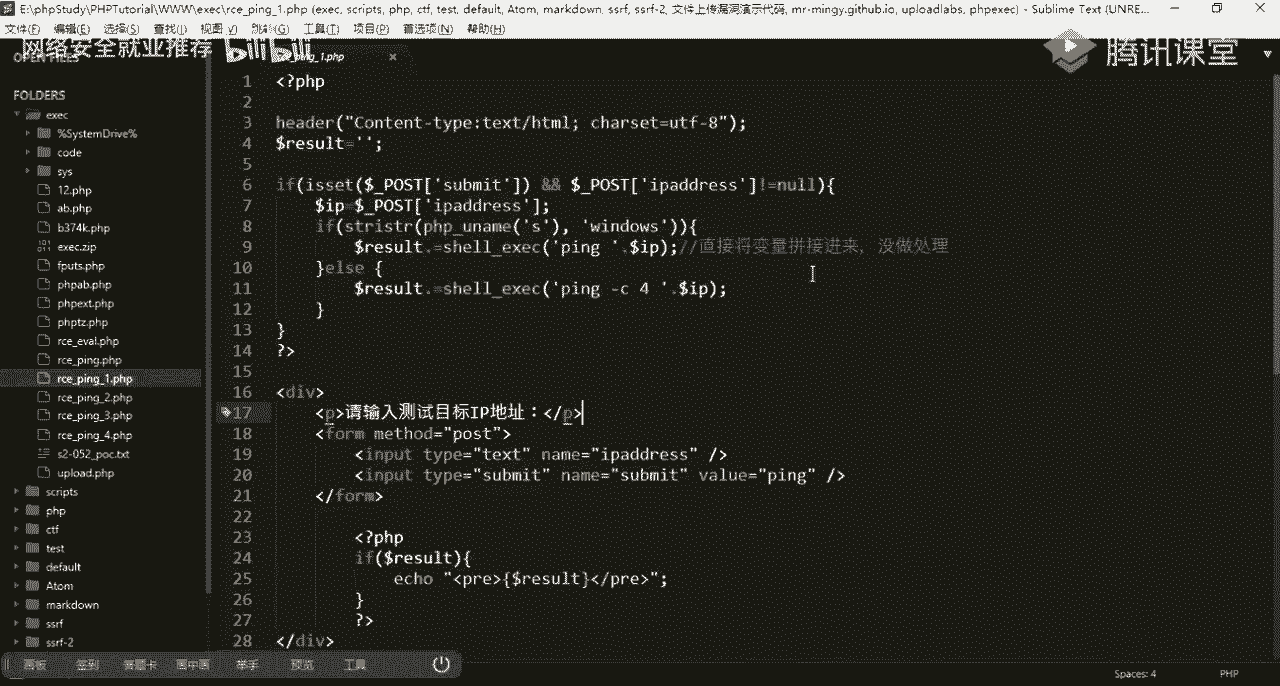 E:\phpStudy\PHPTutorial\WWW\exec\rce_ping_1.php (exec, scripts, php, ctf, test, default, Atom, markdown, ssrf, ssrf-2, 文件上传漏洞演示代码, mr-mingy.github.io, uploadlabs, phpexec) - Sublime Text (UNRE...
文件(F) 编辑(E) 选择(S) 查找(I) 视图(V) 跳转(G) 工具(T) 项目(P) 首选项(N) 帮助(H)
网络安全就业推荐 bilibili 腾讯课堂
OPEN FILES
rce_ping_1.php ×
FOLDERS
exec
%SystemDrive%
code
sys
12.php
ab.php
b374k.php
exec.zip
fputs.php
phpab.php
phpext.php
phptz.php
rce_eval.php
rce_ping.php
rce_ping_1.php
rce_ping_2.php
rce_ping_3.php
rce_ping_4.php
s2-052_poc.txt
upload.php
scripts
php
ctf
test
default
Atom
markdown
ssrf
ssrf-2
1 <?php
2
3 header("Content-type:text/html; charset=utf-8");
4 $result='';
5
6 if(isset($_POST['submit']) && $_POST['ipaddress']!=null){
7 $ip=$_POST['ipaddress'];
8 if(stristr(php_uname('s'), 'windows')){
9 $result.=shell_exec('ping '.$ip);//直接将变量拼接进来，没做处理
10 }else {
11 $result.=shell_exec('ping -c 4 '.$ip);
12 }
13 }
14 ?>
15
16 <div>
17 <p>请输入测试目标IP地址：</p>
18 <form method="post">
19 <input type="text" name="ipaddress" />
20 <input type="submit" name="submit" value="ping" />
21 </form>
22
23 <?php
24 if($result){
25 echo "<pre>{$result}</pre>";
26 }
27 ?>
28 </div>
画板 签到 答题卡 画中画 举手 预览 工具
Spaces: 4 PHP